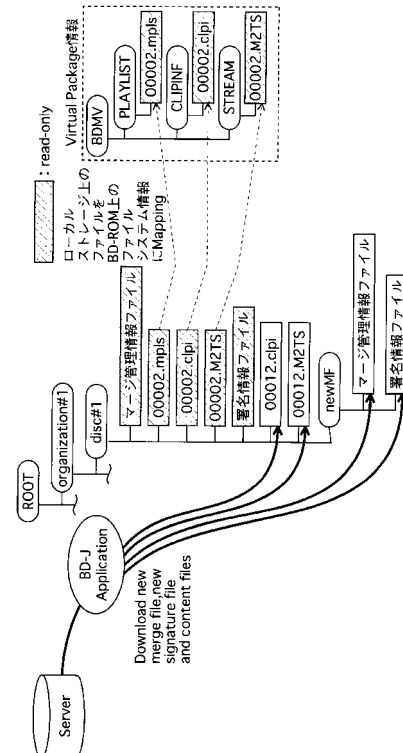 Server
BD-J
Application
Download new
merge file,new
signature file
and content files
ROOT
organization#1
disc#1
マージ管理情報ファイル
00002.mpls
00002.clpi
00002.M2TS
署名情報ファイル
00012.clpi
00012.M2TS
newMF
マージ管理情報ファイル
署名情報ファイル
: read-only
ローカル
ストレージ上の
ファイルを
BD-ROM上の
ファイル
システム情報
にMapping
Virtual Package情報
BDMV
PLAYLIST
00002.mpls
CLIPINF
00002.clpi
STREAM
00002.M2TS